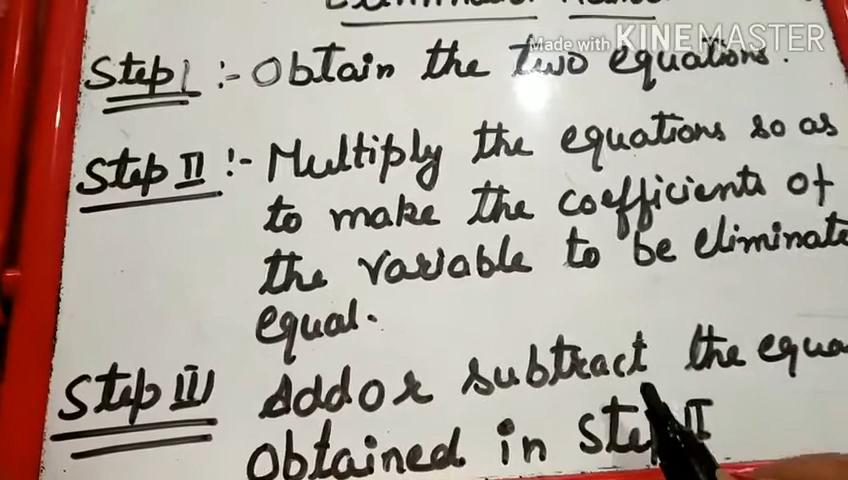 Made with KINEMASTER
Step I :- Obtain the two equations.
Step II :- Multiply the equations so as
to make the coefficients of
the variable to be eliminate
equal.
Step III Add or subtract the equa
Obtained in Step II